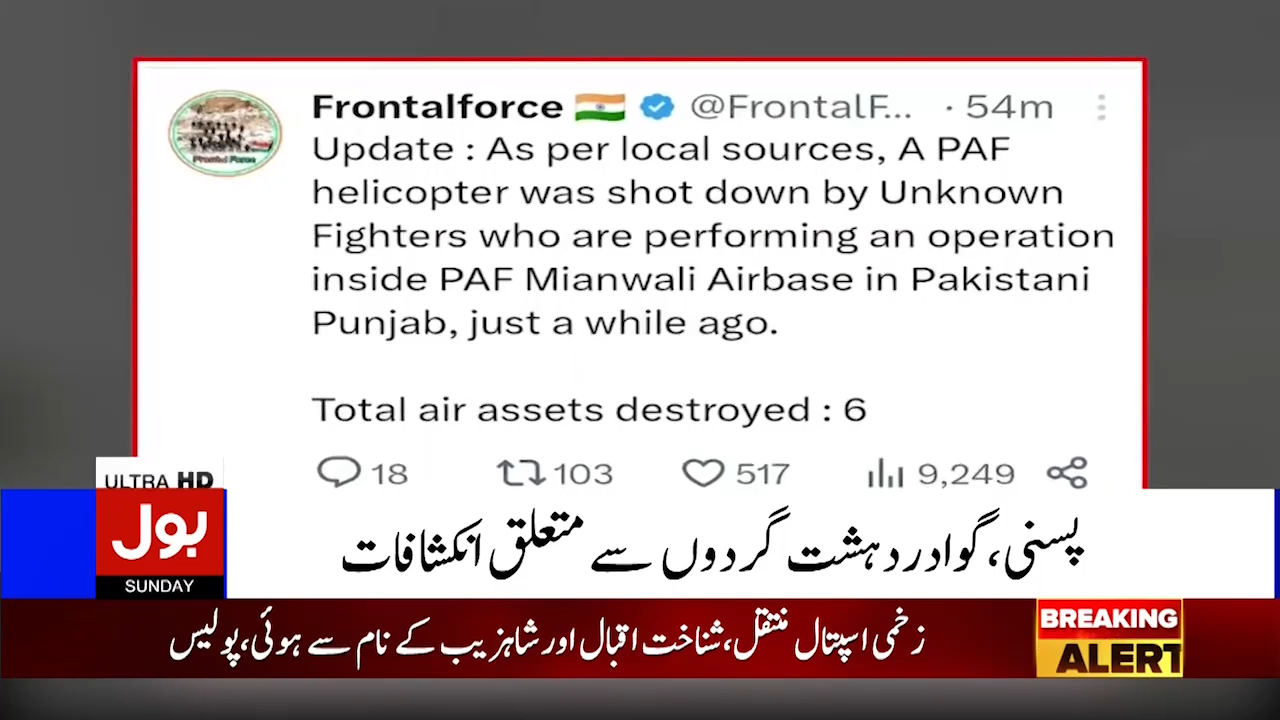 Frontalforce 🇮🇳 @FrontalF... · 54m
Update : As per local sources, A PAF
helicopter was shot down by Unknown
Fighters who are performing an operation
inside PAF Mianwali Airbase in Pakistani
Punjab, just a while ago.
Total air assets destroyed : 6
18 103 517 9,249
ULTRA HD
بول
SUNDAY
پسنی، گوادر دہشت گردوں سے متعلق انکشافات
زخمی اسپتال منتقل، شناخت اقبال اور شاہزیب کے نام سے ہوئی، پولیس
BREAKING
ALERT
Frontal Force